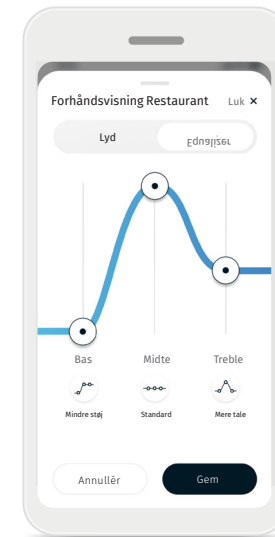 Forhåndsvisning Restaurant Luk ×
Lyd Equalizer
Bas Midte Treble
Mindre støj Standard Mere tale
Annullér Gem